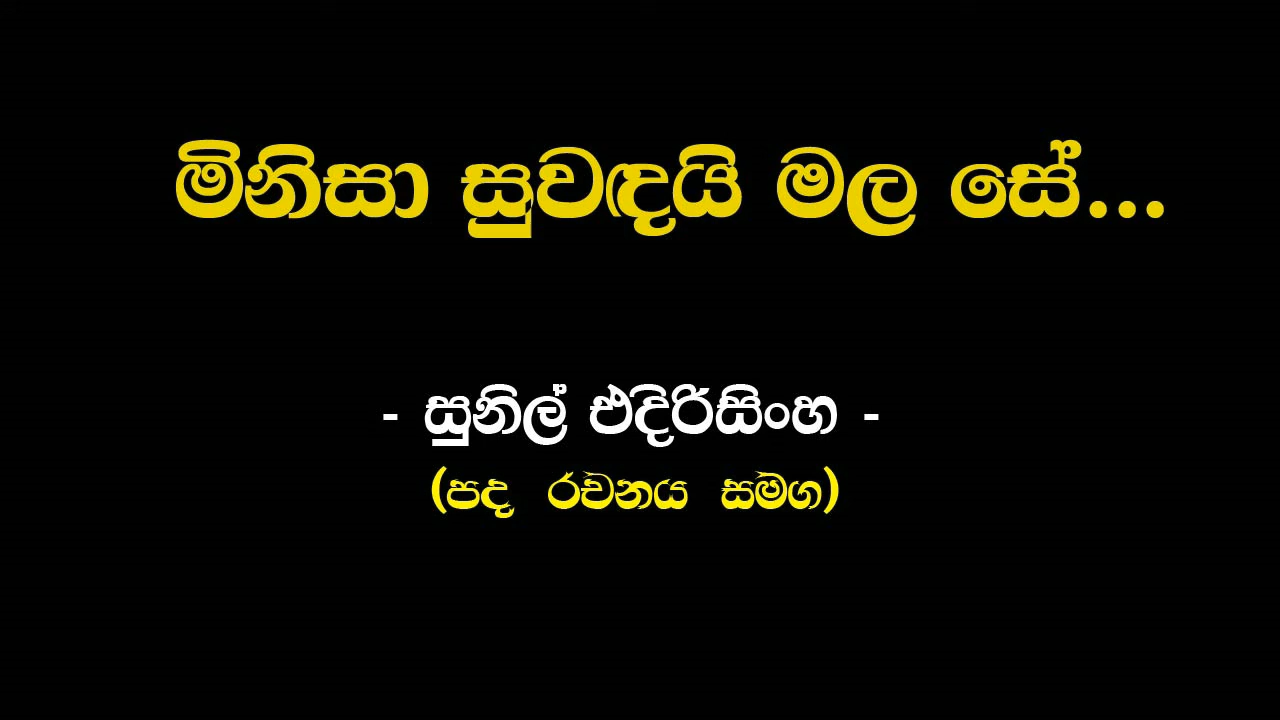 මිනිසා සුවඳයි මල සේ...
- සුනිල් එදිරිසිංහ -
(පද රචනය සමග)